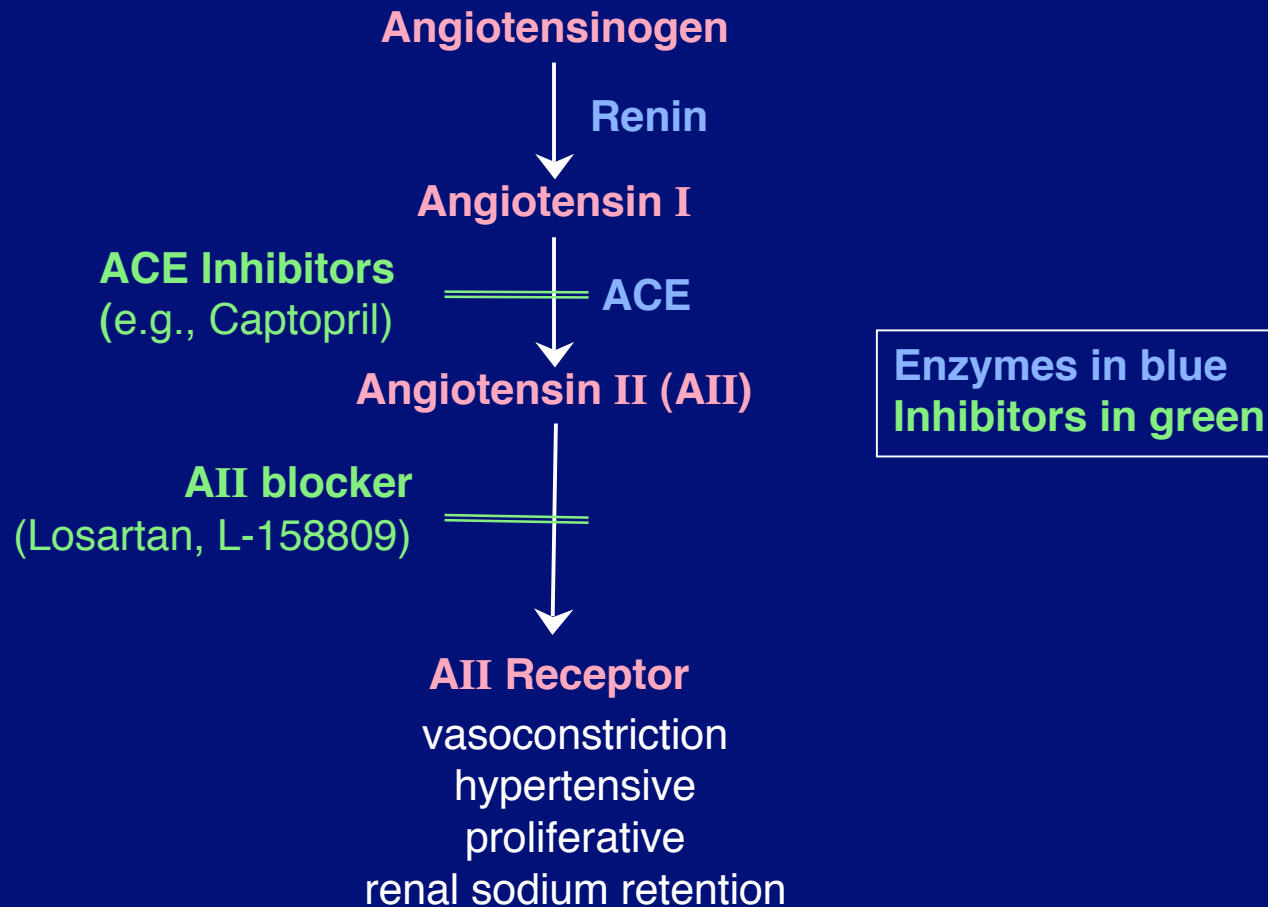 Angiotensinogen
Renin
Angiotensin I
ACE Inhibitors
(e.g., Captopril)
ACE
Angiotensin II (AII)
Enzymes in blue
Inhibitors in green
AII blocker
(Losartan, L-158809)
AII Receptor
vasoconstriction
hypertensive
proliferative
renal sodium retention